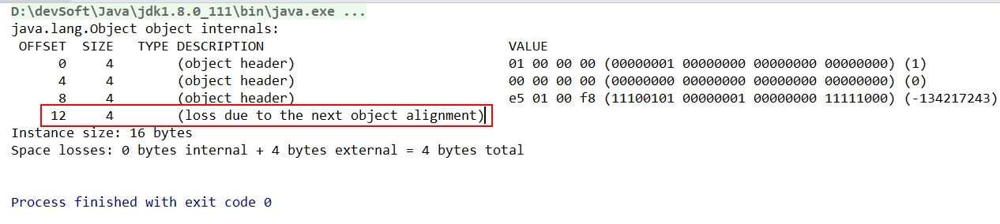 D:\devSoft\Java\jdk1.8.0_111\bin\java.exe ...
java.lang.Object object internals:
OFFSET SIZE TYPE DESCRIPTION VALUE
0 4 (object header) 01 00 00 00 (00000001 00000000 00000000 00000000) (1)
4 4 (object header) 00 00 00 00 (00000000 00000000 00000000 00000000) (0)
8 4 (object header) e5 01 00 f8 (11100101 00000001 00000000 11111000) (-134217243)
12 4 (loss due to the next object alignment)
Instance size: 16 bytes
Space losses: 0 bytes internal + 4 bytes external = 4 bytes total
Process finished with exit code 0